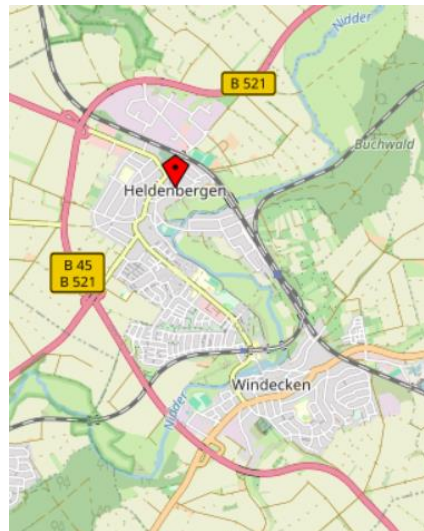 Nidder
B 521
Buchwald
Heldenbergen
B 45
B 521
Windecken
Nidder